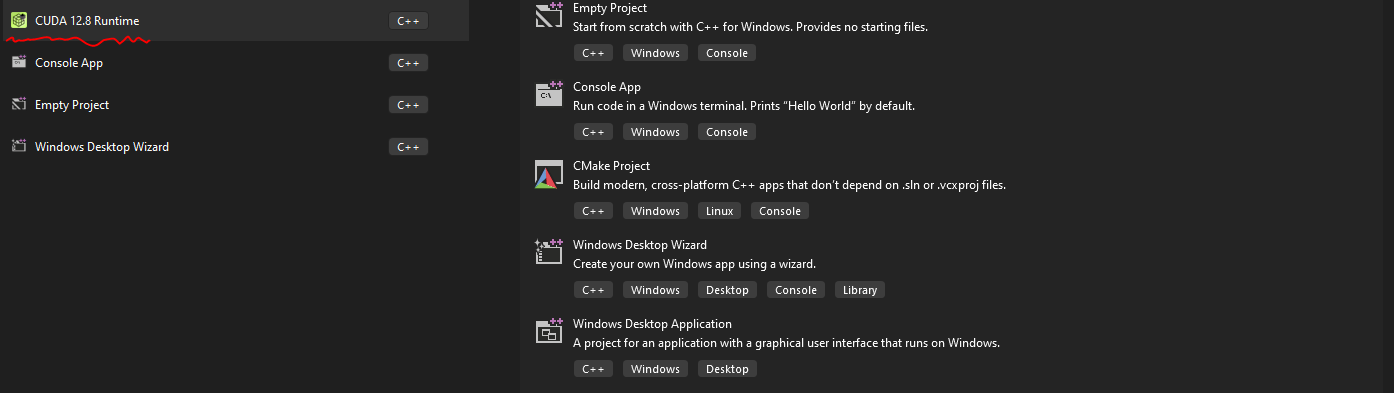 CUDA 12.8 Runtime
C++
Console App
C++
Empty Project
C++
Windows Desktop Wizard
C++
Empty Project
Start from scratch with C++ for Windows. Provides no starting files.
C++ Windows Console
Console App
Run code in a Windows terminal. Prints "Hello World" by default.
C++ Windows Console
CMake Project
Build modern, cross-platform C++ apps that don't depend on .sln or .vcxproj files.
C++ Windows Linux Console
Windows Desktop Wizard
Create your own Windows app using a wizard.
C++ Windows Desktop Console Library
Windows Desktop Application
A project for an application with a graphical user interface that runs on Windows.
C++ Windows Desktop